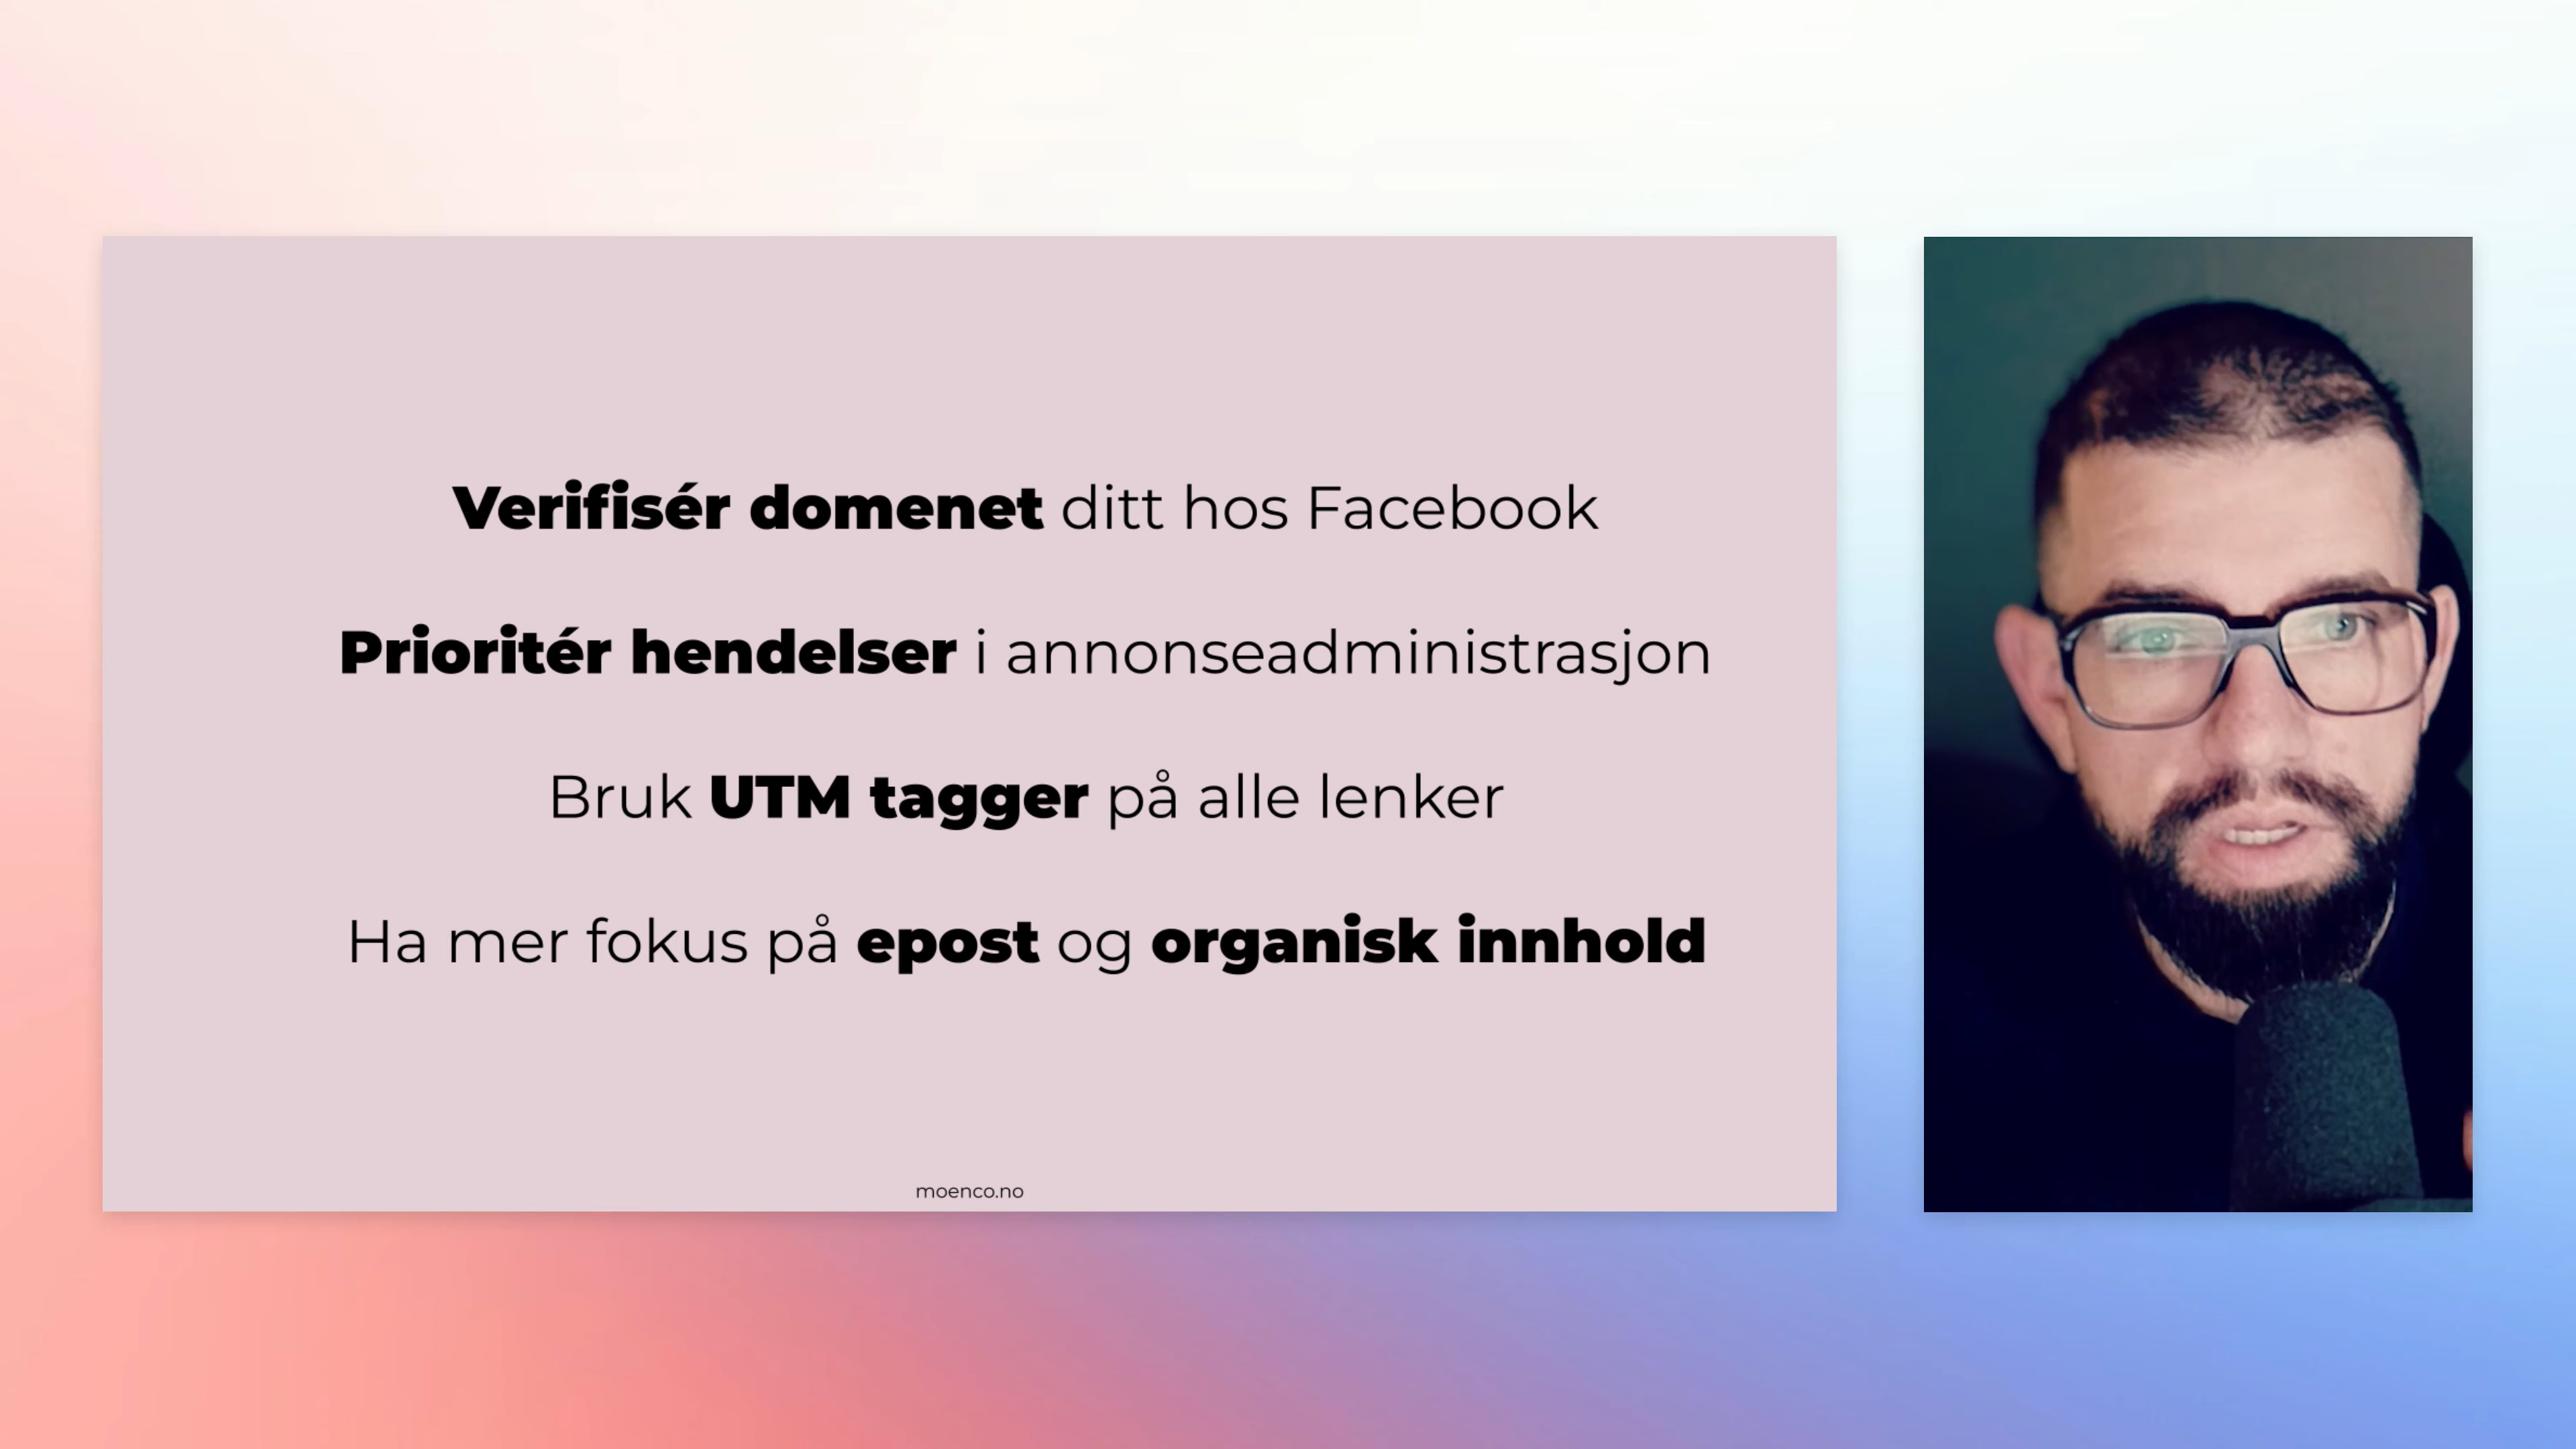 Verifisér domenet ditt hos Facebook
Prioritér hendelser i annonseadministrasjon
Bruk UTM tagger på alle lenker
Ha mer fokus på epost og organisk innhold
moenco.no